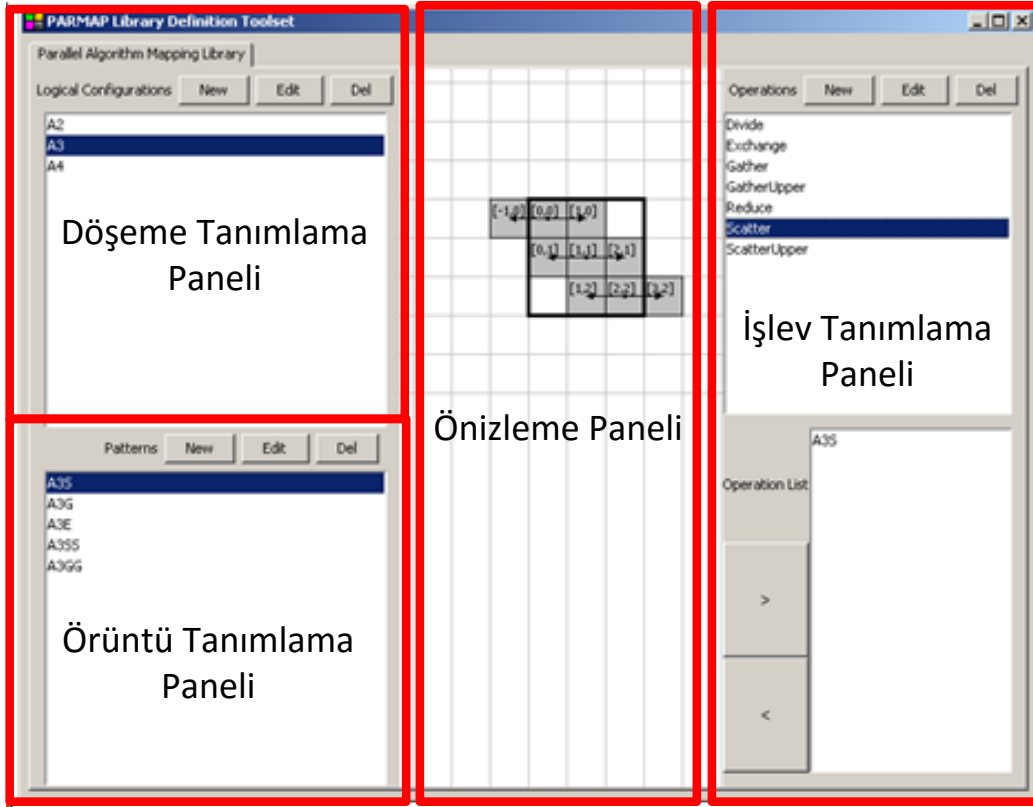 PARMAP Library Definition Toolset
Parallel Algorithm Mapping Library
Logical Configurations New Edit Del
A2
A3
A4
Döşeme Tanımlama
Paneli
Patterns New Edit Del
A3S
A3G
A3E
A3SS
A3GG
Örüntü Tanımlama
Paneli
[-1,0] [0,0] [1,0]
[0,1] [1,1] [2,1]
[1,2] [2,2] [3,2]
Önizleme Paneli
Operations New Edit Del
Divide
Exchange
Gather
GatherUpper
Reduce
Scatter
ScatterUpper
İşlev Tanımlama
Paneli
Operation List
A3S
>
<